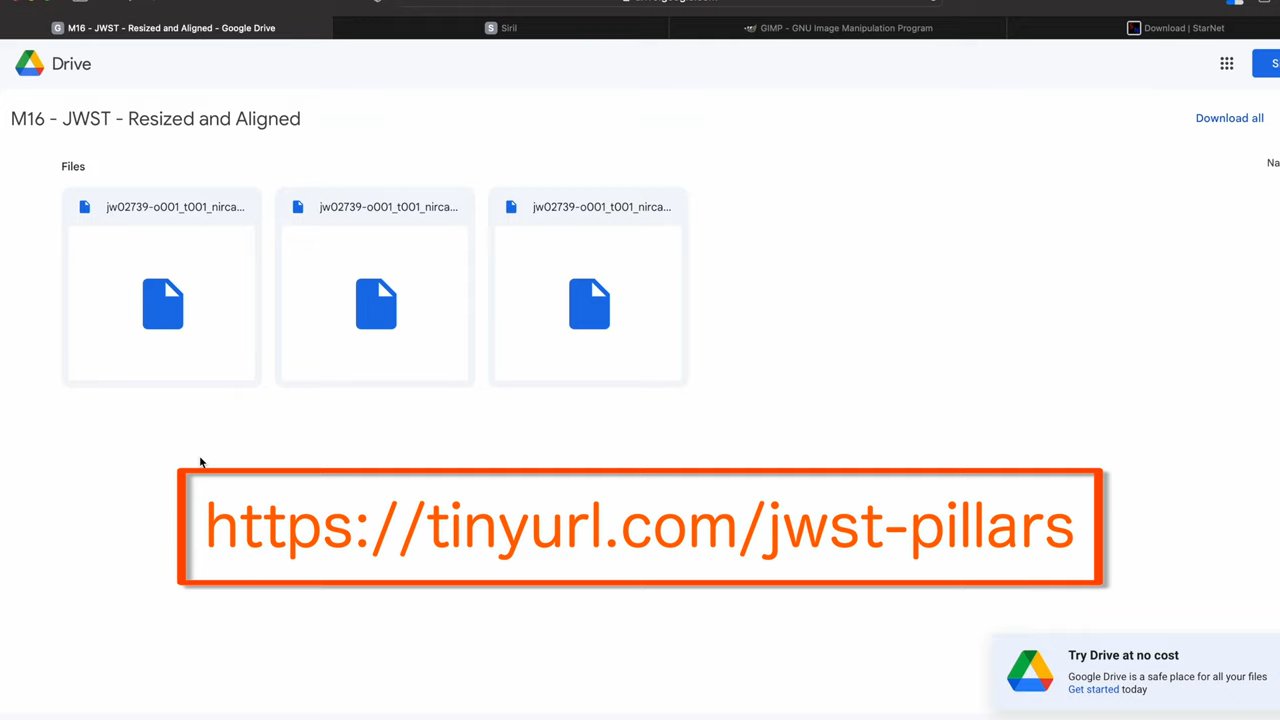 M16 - JWST - Resized and Aligned - Google Drive
Siril
GIMP - GNU Image Manipulation Program
Download | StarNet
Drive
M16 - JWST - Resized and Aligned
Download all
Files
Na
jw02739-o001_t001_nirca...
jw02739-o001_t001_nirca...
jw02739-o001_t001_nirca...
https://tinyurl.com/jwst-pillars
Try Drive at no cost
Google Drive is a safe place for all your files
Get started today